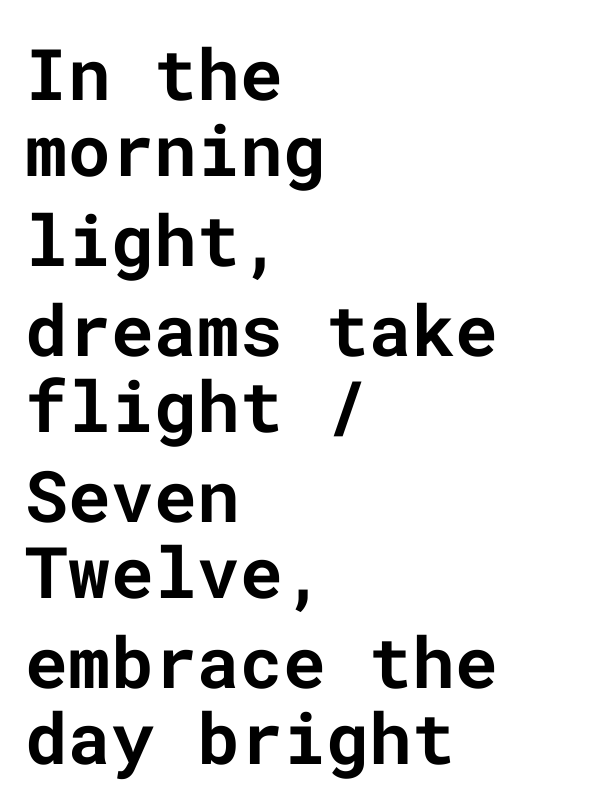 In the
morning
light,
dreams take
flight /
Seven
Twelve,
embrace the
day bright